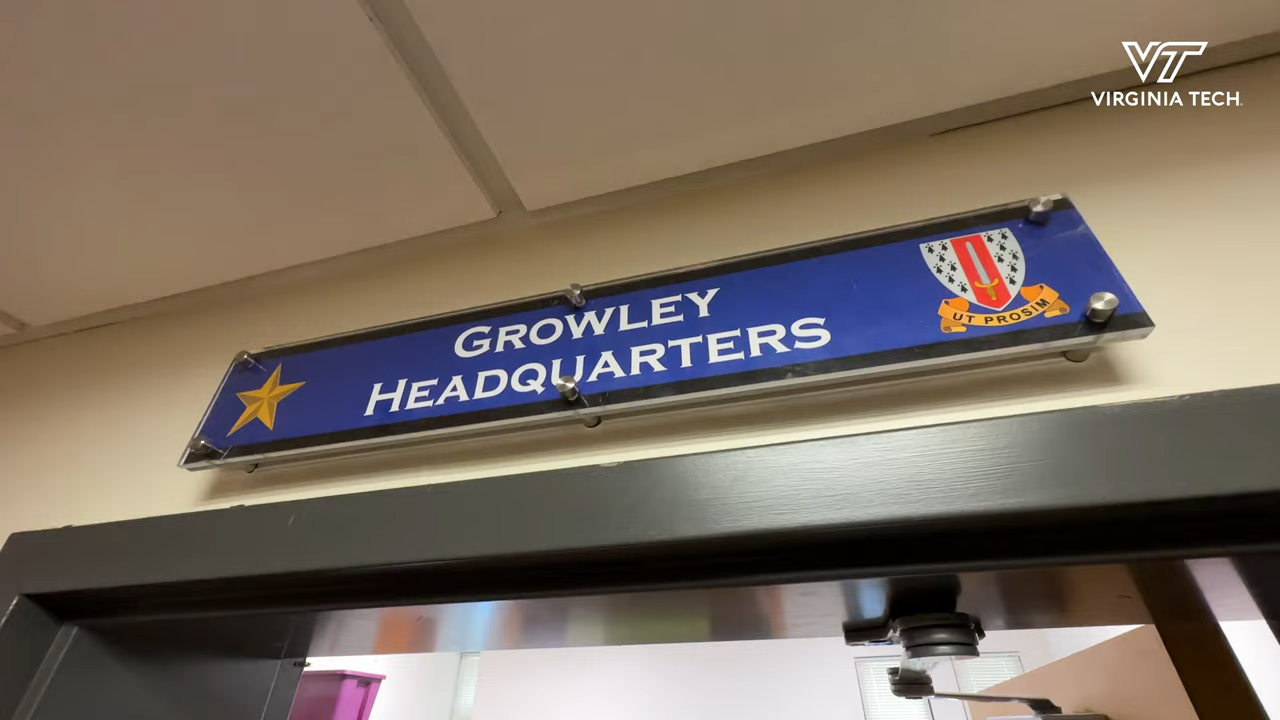 VT
VIRGINIA TECH
GROWLEY
HEADQUARTERS
UT PROSIM